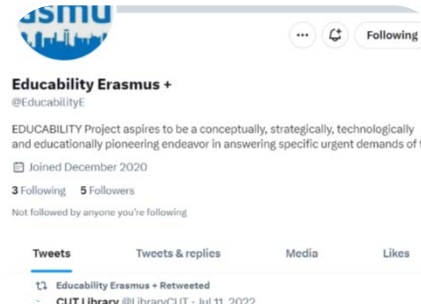 asmu
...
Following
Educability Erasmus +
@EducabilityE
EDUCABILITY Project aspires to be a conceptually, strategically, technologically
and educationally pioneering endeavor in answering specific urgent demands of
Joined December 2020
3 Following 5 Followers
Not followed by anyone you're following
Tweets Tweets & replies Media Likes
Educability Erasmus + Retweeted
CUT Library @LibraryCUT · Jul 11, 2022